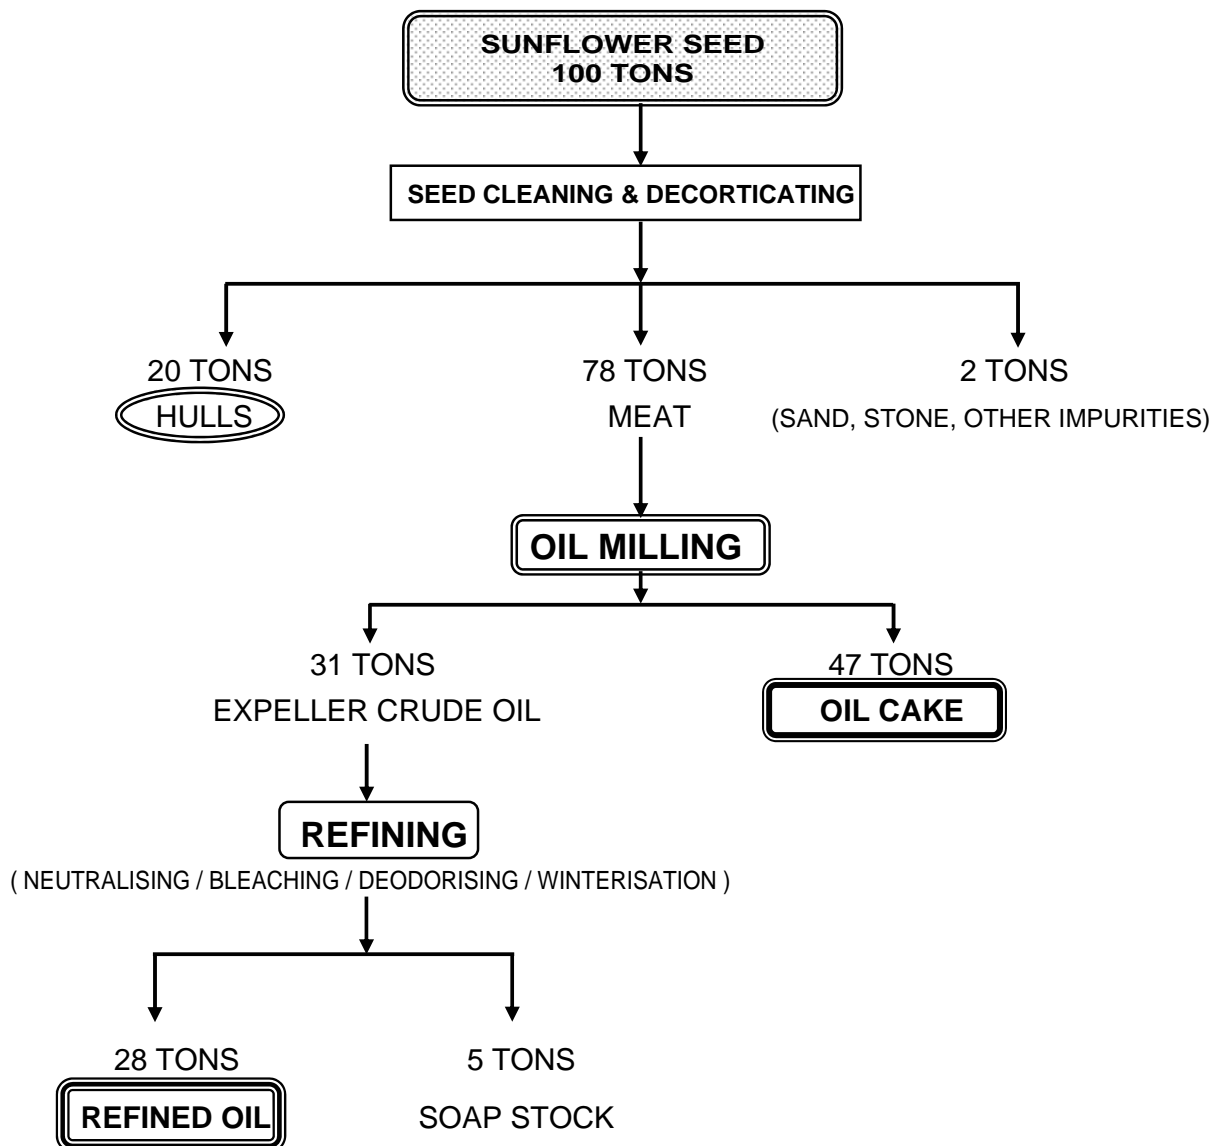 SUNFLOWER SEED
100 TONS
SEED CLEANING & DECORTICATING
20 TONS
HULLS
78 TONS
MEAT
2 TONS
(SAND, STONE, OTHER IMPURITIES)
OIL MILLING
31 TONS
EXPELLER CRUDE OIL
47 TONS
OIL CAKE
REFINING
( NEUTRALISING / BLEACHING / DEODORISING / WINTERISATION )
28 TONS
REFINED OIL
5 TONS
SOAP STOCK